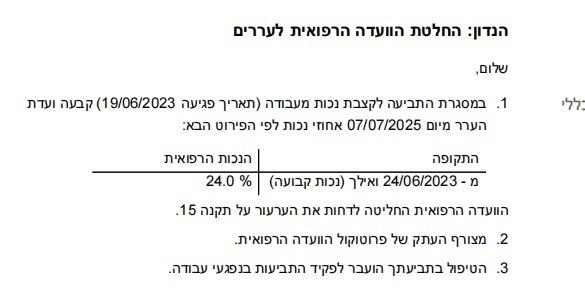 הנדון: החלטת הוועדה הרפואית לעררים
שלום,
כללי
1. במסגרת התביעה לקצבת נכות מעבודה (תאריך פגיעה 19/06/2023) קבעה ועדת
הערר מיום 07/07/2025 אחוזי נכות לפי הפירוט הבא:
התקופה הנכות הרפואית
מ - 24/06/2023 ואילך (נכות קבועה) 24.0 %
הוועדה הרפואית החליטה לדחות את הערעור על תקנה 15.
2. מצורף העתק של פרוטוקול הוועדה הרפואית.
3. הטיפול בתביעתך הועבר לפקיד התביעות בנפגעי עבודה.